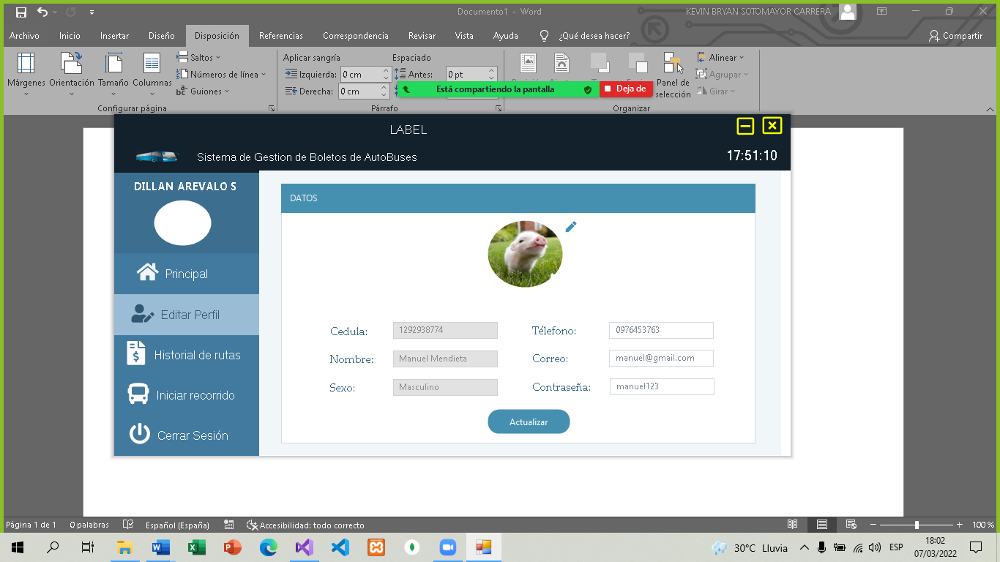 Documento1 - Word
KEVIN BRYAN SOTOMAYOR CARRERA
Archivo Inicio Insertar Diseño Disposición Referencias Correspondencia Revisar Vista Ayuda ¿Qué desea hacer? Compartir
Márgenes Orientación Tamaño Columnas
Saltos
Números de línea
Guiones
Configurar página
Aplicar sangría Espaciado
Izquierda: 0 cm Antes: 0 pt
Derecha: 0 cm
Párrafo
Panel de
selección
Alinear
Agrupar
Girar
Organizar
Está compartiendo la pantalla Deja de
LABEL
Sistema de Gestion de Boletos de AutoBuses 17:51:10
DILLAN AREVALO S
Principal
Editar Perfil
Historial de rutas
Iniciar recorrido
Cerrar Sesión
DATOS
Cedula: 1292938774 Télefono: 0976453763
Nombre: Manuel Mendieta Correo: manuel@gmail.com
Sexo: Masculino Contraseña: manuel123
Actualizar
Página 1 de 1 0 palabras Español (España) Accesibilidad: todo correcto 100 %
30°C Lluvia ESP 18:02
07/03/2022